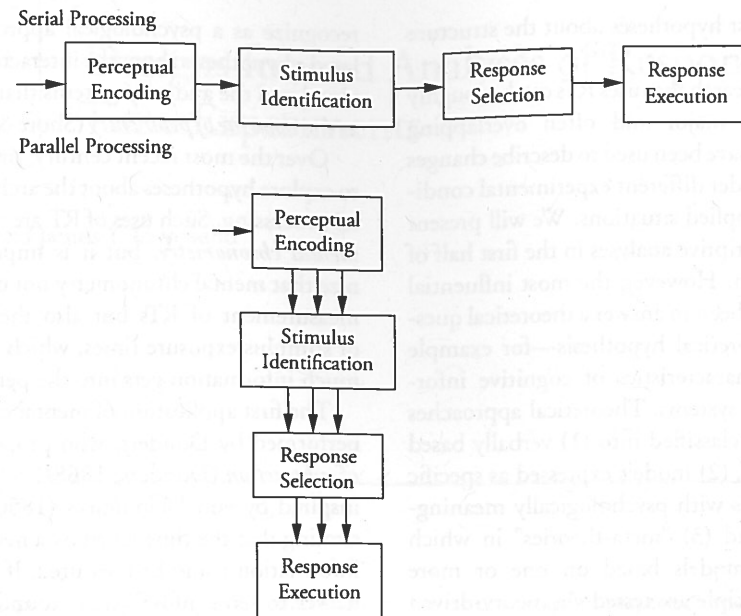 Serial Processing
Perceptual
Encoding
Stimulus
Identification
Response
Selection
Response
Execution
Parallel Processing
Perceptual
Encoding
Stimulus
Identification
Response
Selection
Response
Execution